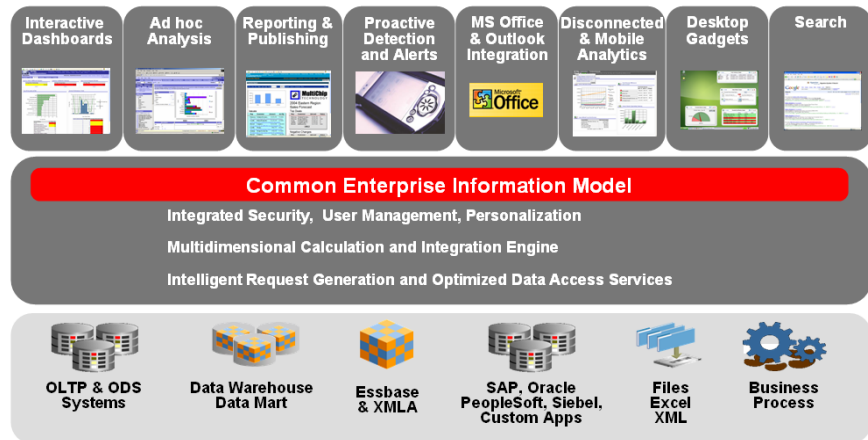 Interactive
Dashboards
Ad hoc
Analysis
Reporting &
Publishing
Proactive
Detection
and Alerts
MS Office
& Outlook
Integration
Disconnected
& Mobile
Analytics
Desktop
Gadgets
Search
MultiChip
Microsoft
Office
Common Enterprise Information Model
Integrated Security,  User Management, Personalization
Multidimensional Calculation and Integration Engine
Intelligent Request Generation and Optimized Data Access Services
OLTP & ODS
Systems
Data Warehouse
Data Mart
Essbase
& XMLA
SAP, Oracle
PeopleSoft, Siebel,
Custom Apps
Files
Excel
XML
Business
Process